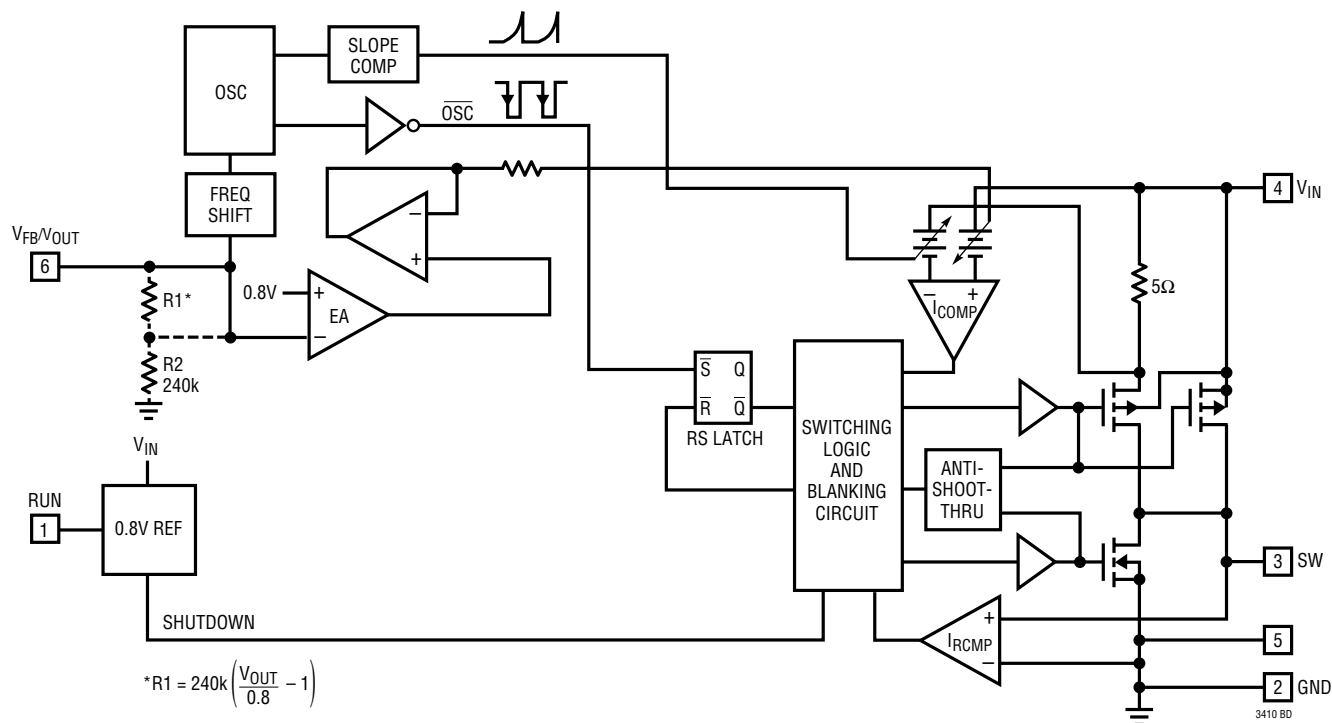 OSC
SLOPE
COMP
OSC
FREQ
SHIFT
VFB/VOUT
6
R1*
0.8V
+
EA
–
R2
240k
–
+
4 VIN
5Ω
– +
ICOMP
S Q
R Q
RS LATCH
SWITCHING
LOGIC
AND
BLANKING
CIRCUIT
ANTI-
SHOOT-
THRU
VIN
RUN
1
0.8V REF
SHUTDOWN
3 SW
+
IRCMP
–
5
2 GND
*R1 = 240k (VOUT/0.8 – 1)
3410 BD